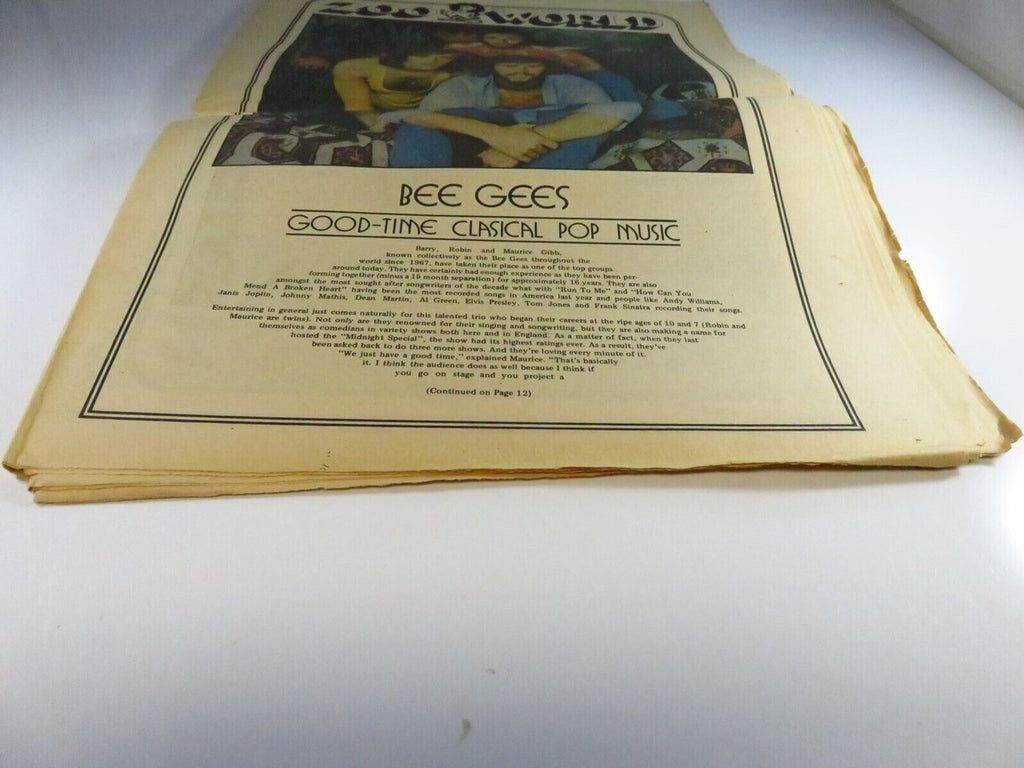 ZOO WORLD
BEE GEES
GOOD-TIME CLASICAL POP MUSIC
Barry, Robin and Maurice Gibb,
known collectively as the Bee Gees throughout the
world since 1967, have taken their place as one of the top groups
around today. They have certainly had enough experience as they have been per-
forming together (minus a 15 month separation) for approximately 16 years. They are also
amongst the most sought after songwriters of the decade what with "Run To Me" and "How Can You
Mend A Broken Heart" having been the most recorded songs in America last year and people like Andy Williams,
Janis Joplin, Johnny Mathis, Dean Martin, Al Green, Elvis Presley, Tom Jones and Frank Sinatra recording their songs.
Entertaining in general just comes naturally for this talented trio who began their careers at the ripe ages of 10 and 7 (Robin and
Maurice are twins). Not only are they renowned for their singing and songwriting, but they are also making a name for
themselves as comedians in variety shows both here and in England. As a matter of fact, when they last
hosted the "Midnight Special", the show had its highest ratings ever. As a result, they've
been asked back to do three more shows. And they're loving every minute of it.
"We just have a good time," explained Maurice. "That's basically
it. I think the audience does as well because I think if
you go on stage and you project a
(Continued on Page 12)